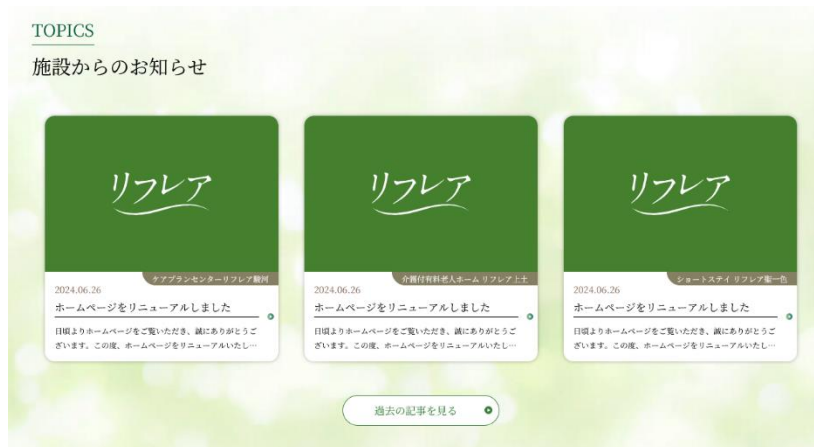 TOPICS
施設からのお知らせ
リフレア
ケアプランセンターリフレア駿河
2024.06.26
ホームページをリニューアルしました
日頃よりホームページをご覧いただき、誠にありがとうご
ざいます。この度、ホームページをリニューアルいたし…
リフレア
介護付有料老人ホーム リフレア上土
2024.06.26
ホームページをリニューアルしました
日頃よりホームページをご覧いただき、誠にありがとうご
ざいます。この度、ホームページをリニューアルいたし…
リフレア
ショートステイ リフレア龍一色
2024.06.26
ホームページをリニューアルしました
日頃よりホームページをご覧いただき、誠にありがとうご
ざいます。この度、ホームページをリニューアルいたし…
過去の記事を見る